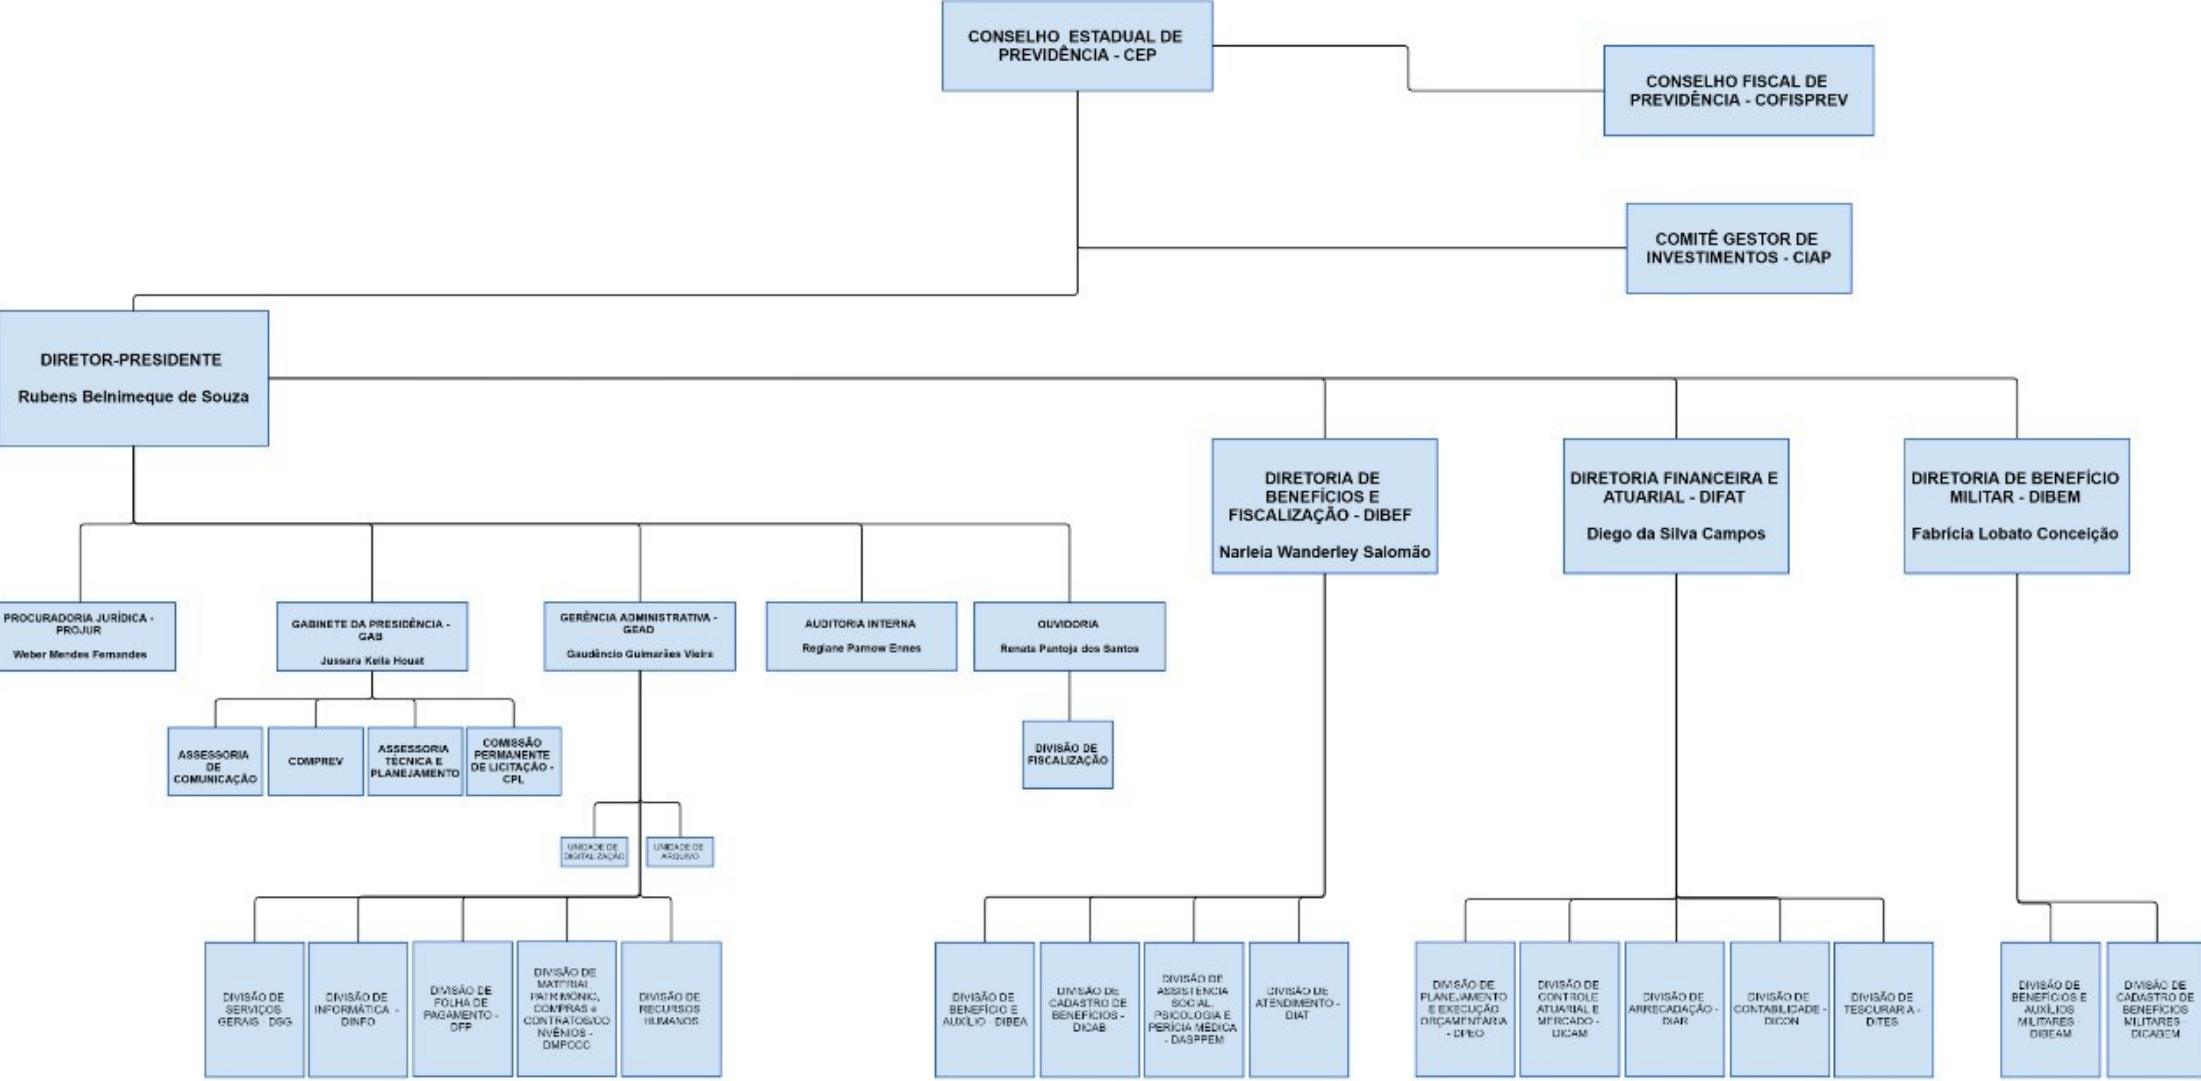 CONSELHO ESTADUAL DE
PREVIDÊNCIA - CEP
CONSELHO FISCAL DE
PREVIDÊNCIA - COFISPREV
COMITÊ GESTOR DE
INVESTIMENTOS - CIAP
DIRETOR-PRESIDENTE
Rubens Belnimeque de Souza
DIRETORIA DE
BENEFÍCIOS E
FISCALIZAÇÃO - DIBEF
Narleia Wanderley Salomão
DIRETORIA FINANCEIRA E
ATUARIAL - DIFAT
Diego da Silva Campos
DIRETORIA DE BENEFÍCIO
MILITAR - DIBEM
Fabrícia Lobato Conceição
PROCURADORIA JURÍDICA -
PROJUR
Weber Mendes Fernandes
GABINETE DA PRESIDÊNCIA -
GAB
Jussara Keila Houat
GERÊNCIA ADMINISTRATIVA -
GEAD
Gaudêncio Guimarães Vieira
AUDITORIA INTERNA
Regiane Parnow Ennes
OUVIDORIA
Renata Pantoja dos Santos
ASSESSORIA
DE
COMUNICAÇÃO
COMPREV
ASSESSORIA
TÉCNICA E
PLANEJAMENTO
COMISSÃO
PERMANENTE
DE LICITAÇÃO -
CPL
DIVISÃO DE
FISCALIZAÇÃO
UNIDADE DE
DIGITALIZAÇÃO
UNIDADE DE
ARQUIVO
DIVISÃO DE
SERVIÇOS
GERAIS - DSG
DIVISÃO DE
INFORMÁTICA -
DINFO
DIVISÃO DE
FOLHA DE
PAGAMENTO -
DFP
DIVISÃO DE
MATERIAL,
PATRIMÔNIO,
COMPRAS e
CONTRATOS/CO
NVÊNIOS -
DMPCCC
DIVISÃO DE
RECURSOS
HUMANOS
DIVISÃO DE
BENEFÍCIO E
AUXÍLIO - DIBEA
DIVISÃO DE
CADASTRO DE
BENEFÍCIOS -
DICAB
DIVISÃO DE
ASSISTÊNCIA
SOCIAL,
PSICOLOGIA E
PERÍCIA MÉDICA
- DASPPEM
DIVISÃO DE
ATENDIMENTO -
DIAT
DIVISÃO DE
PLANEJAMENTO
E EXECUÇÃO
ORÇAMENTÁRIA
- DPEO
DIVISÃO DE
CONTROLE
ATUARIAL E
MERCADO -
DICAM
DIVISÃO DE
ARRECADAÇÃO -
DIAR
DIVISÃO DE
CONTABILIDADE -
DICON
DIVISÃO DE
TESOURARIA -
DITES
DIVISÃO DE
BENEFÍCIOS E
AUXÍLIOS
MILITARES -
DIBEAM
DIVISÃO DE
CADASTRO DE
BENEFÍCIOS
MILITARES -
DICABEM